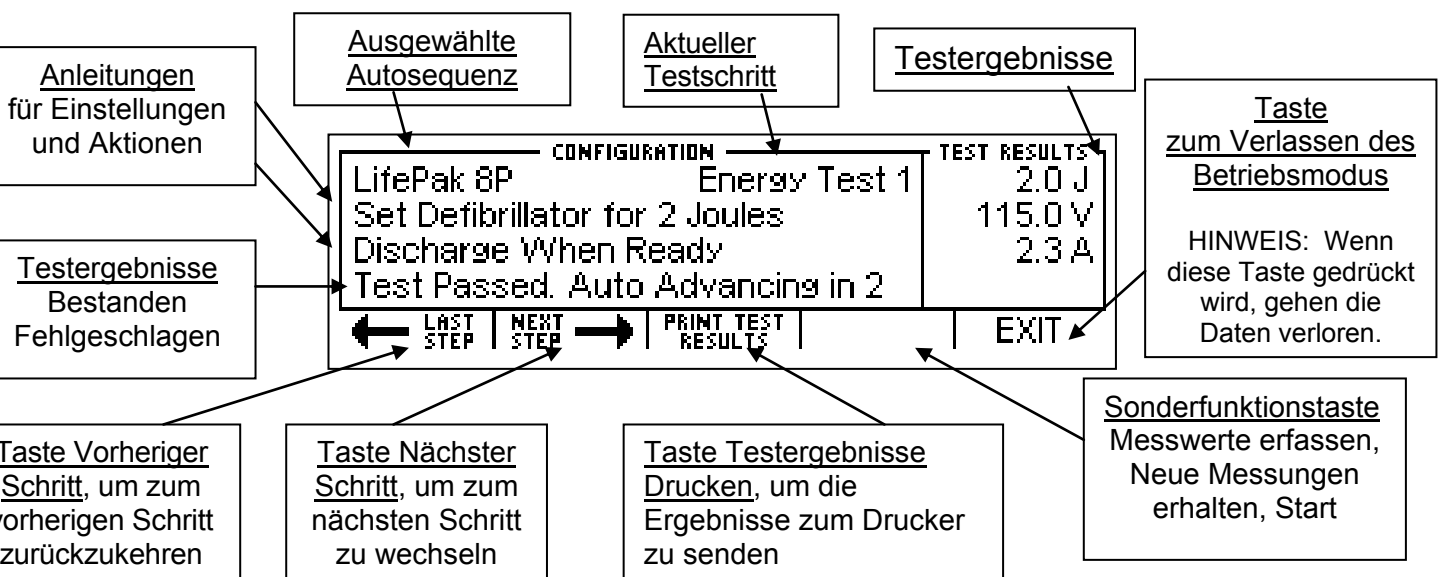 Ausgewählte
Autosequenz
Aktueller
Testschritt
Testergebnisse
Anleitungen
für Einstellungen
und Aktionen
Taste
zum Verlassen des
Betriebsmodus
HINWEIS: Wenn
diese Taste gedrückt
wird, gehen die
Daten verloren.
CONFIGURATION TEST RESULTS
LifePak 8P Energy Test 1 2.0 J
Set Defibrillator for 2 Joules 115.0 V
Discharge When Ready 2.3 A
Test Passed. Auto Advancing in 2
LAST STEP NEXT STEP PRINT TEST RESULTS EXIT
Testergebnisse
Bestanden
Fehlgeschlagen
Sonderfunktionstaste
Messwerte erfassen,
Neue Messungen
erhalten, Start
Taste Vorheriger
Schritt, um zum
vorherigen Schritt
zurückzukehren
Taste Nächster
Schritt, um zum
nächsten Schritt
zu wechseln
Taste Testergebnisse
Drucken, um die
Ergebnisse zum Drucker
zu senden